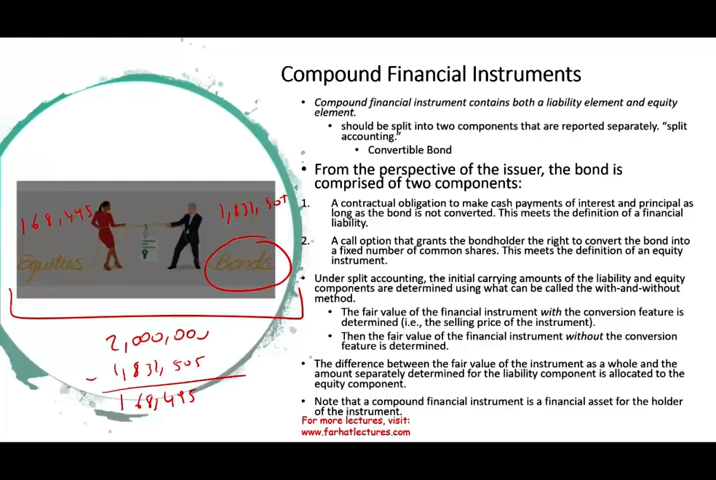 Compound Financial Instruments
• Compound financial instrument contains both a liability element and equity
element.
• should be split into two components that are reported separately. “split
accounting.”
• Convertible Bond
• From the perspective of the issuer, the bond is
comprised of two components:
1. A contractual obligation to make cash payments of interest and principal as
long as the bond is not converted. This meets the definition of a financial
liability.
2. A call option that grants the bondholder the right to convert the bond into
a fixed number of common shares. This meets the definition of an equity
instrument.
• Under split accounting, the initial carrying amounts of the liability and equity
components are determined using what can be called the with-and-without
method.
• The fair value of the financial instrument with the conversion feature is
determined (i.e., the selling price of the instrument).
• Then the fair value of the financial instrument without the conversion
feature is determined.
• The difference between the fair value of the instrument as a whole and the
amount separately determined for the liability component is allocated to the
equity component.
• Note that a compound financial instrument is a financial asset for the holder
of the instrument.
For more lectures, visit:
www.farhatlectures.com
168,495
1,831,505
Equities
Bonds
2,000,000
- 1,831,505
168,495